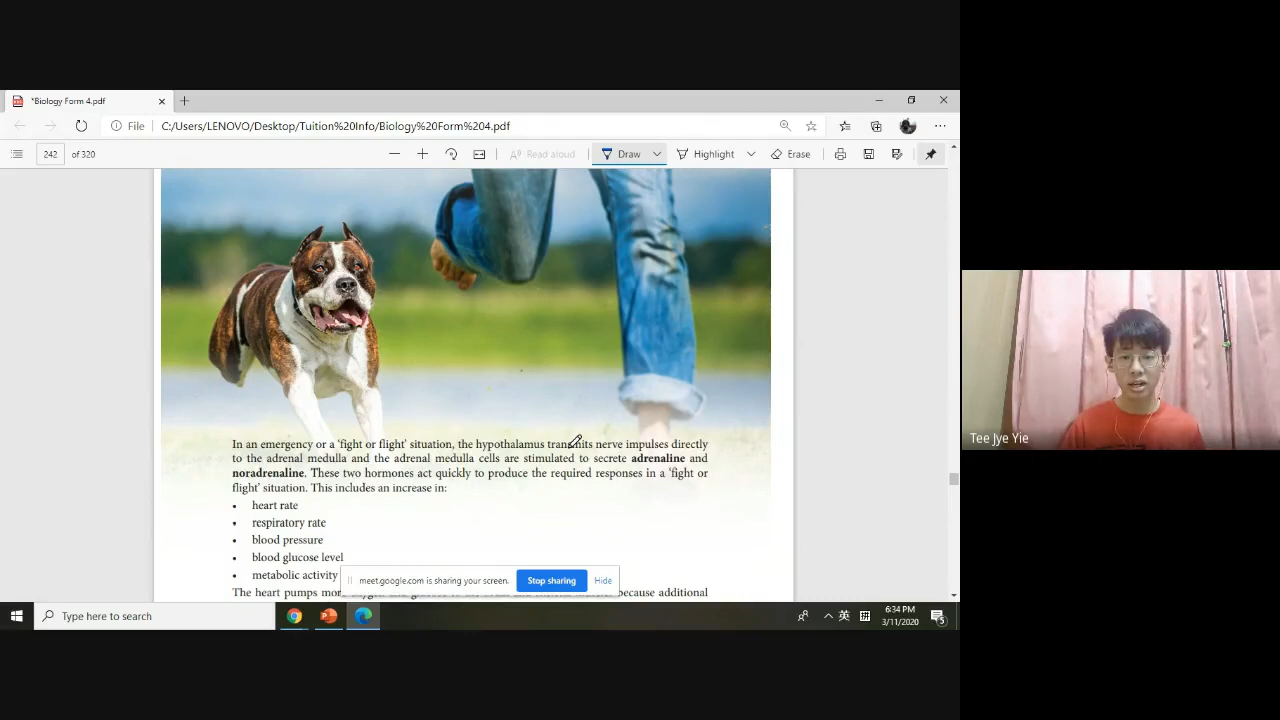 *Biology Form 4.pdf
File C:/Users/LENOVO/Desktop/Tuition%20Info/Biology%20Form%204.pdf
242 of 320 Read aloud Draw Highlight Erase
In an emergency or a 'fight or flight' situation, the hypothalamus transmits nerve impulses directly
to the adrenal medulla and the adrenal medulla cells are stimulated to secrete adrenaline and
noradrenaline. These two hormones act quickly to produce the required responses in a 'fight or
flight' situation. This includes an increase in:
• heart rate
• respiratory rate
• blood pressure
• blood glucose level
• metabolic activity
meet.google.com is sharing your screen. Stop sharing Hide
The heart pumps because additional
Type here to search
英
6:34 PM
3/11/2020
5
Tee Jye Yie